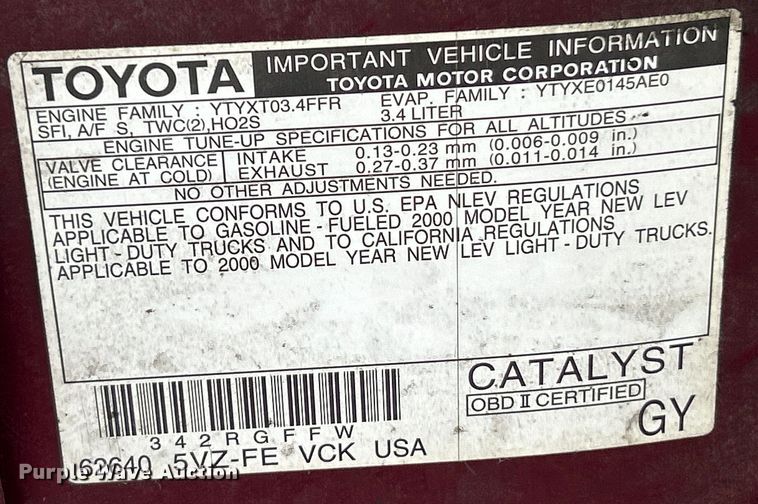 TOYOTA
IMPORTANT VEHICLE INFORMATION
TOYOTA MOTOR CORPORATION
ENGINE FAMILY : YTYXT03.4FFR EVAP. FAMILY : YTYXE0145AE0
SFI, A/F S, TWC(2),HO2S 3.4 LITER
ENGINE TUNE-UP SPECIFICATIONS FOR ALL ALTITUDES
VALVE CLEARANCE INTAKE 0.13-0.23 mm (0.006-0.009 in.)
(ENGINE AT COLD) EXHAUST 0.27-0.37 mm (0.011-0.014 in.)
NO OTHER ADJUSTMENTS NEEDED.
THIS VEHICLE CONFORMS TO U.S. EPA NLEV REGULATIONS
APPLICABLE TO GASOLINE-FUELED 2000 MODEL YEAR NEW LEV
LIGHT-DUTY TRUCKS AND TO CALIFORNIA REGULATIONS
APPLICABLE TO 2000 MODEL YEAR NEW LEV LIGHT-DUTY TRUCKS.
CATALYST
OBD II CERTIFIED
GY
342RGFFW
62640 5VZ-FE VCK USA
Purple Wave Auction